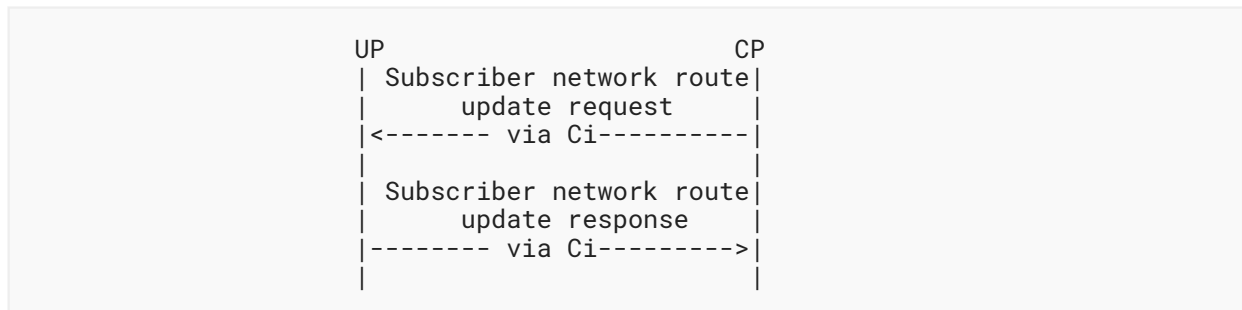 UP                       CP
| Subscriber network route|
|      update request     |
|<------- via Ci----------|
|                         |
| Subscriber network route|
|      update response    |
|-------- via Ci--------->|
|                         |